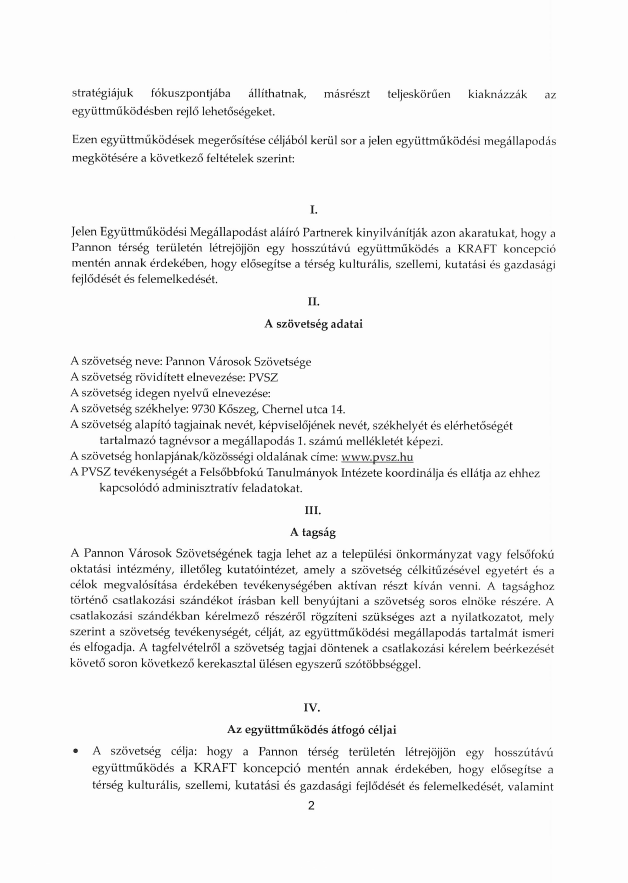 stratégiájuk fókuszpontjába állíthatnak, másrészt teljeskörűen kiaknázzák az
együttműködésben rejlő lehetőségeket.
Ezen együttműködések megerősítése céljából kerül sor a jelen együttműködési megállapodás
megkötésére a következő feltételek szerint:
I.
Jelen Együttműködési Megállapodást aláíró Partnerek kinyilvánítják azon akaratukat, hogy a
Pannon térség területén létrejöjjön egy hosszútávú együttműködés a KRAFT koncepció
mentén annak érdekében, hogy elősegítse a térség kulturális, szellemi, kutatási és gazdasági
fejlődését és felemelkedését.
II.
A szövetség adatai
A szövetség neve: Pannon Városok Szövetsége
A szövetség rövidített elnevezése: PVSZ
A szövetség idegen nyelvű elnevezése:
A szövetség székhelye: 9730 Kőszeg, Chernel utca 14.
A szövetség alapító tagjainak nevét, képviselőjének nevét, székhelyét és elérhetőségét
tartalmazó tagnévsor a megállapodás 1. számú mellékletét képezi.
A szövetség honlapjának/közösségi oldalának címe: www.pvsz.hu
A PVSZ tevékenységét a Felsőbbfokú Tanulmányok Intézete koordinálja és ellátja az ehhez
kapcsolódó adminisztratív feladatokat.
III.
A tagság
A Pannon Városok Szövetségének tagja lehet az a települési önkormányzat vagy felsőfokú
oktatási intézmény, illetőleg kutatóintézet, amely a szövetség célkitűzésével egyetért és a
célok megvalósítása érdekében tevékenységében aktívan részt kíván venni. A tagsághoz
történő csatlakozási szándékot írásban kell benyújtani a szövetség soros elnöke részére. A
csatlakozási szándékban kérelmező részéről rögzíteni szükséges azt a nyilatkozatot, mely
szerint a szövetség tevékenységét, célját, az együttműködési megállapodás tartalmát ismeri
és elfogadja. A tagfelvételről a szövetség tagjai döntenek a csatlakozási kérelem beérkezését
követő soron következő kerekasztal ülésen egyszerű szótöbbséggel.
IV.
Az együttműködés átfogó céljai
• A szövetség célja: hogy a Pannon térség területén létrejöjjön egy hosszútávú
együttműködés a KRAFT koncepció mentén annak érdekében, hogy elősegítse a
térség kulturális, szellemi, kutatási és gazdasági fejlődését és felemelkedését, valamint
2